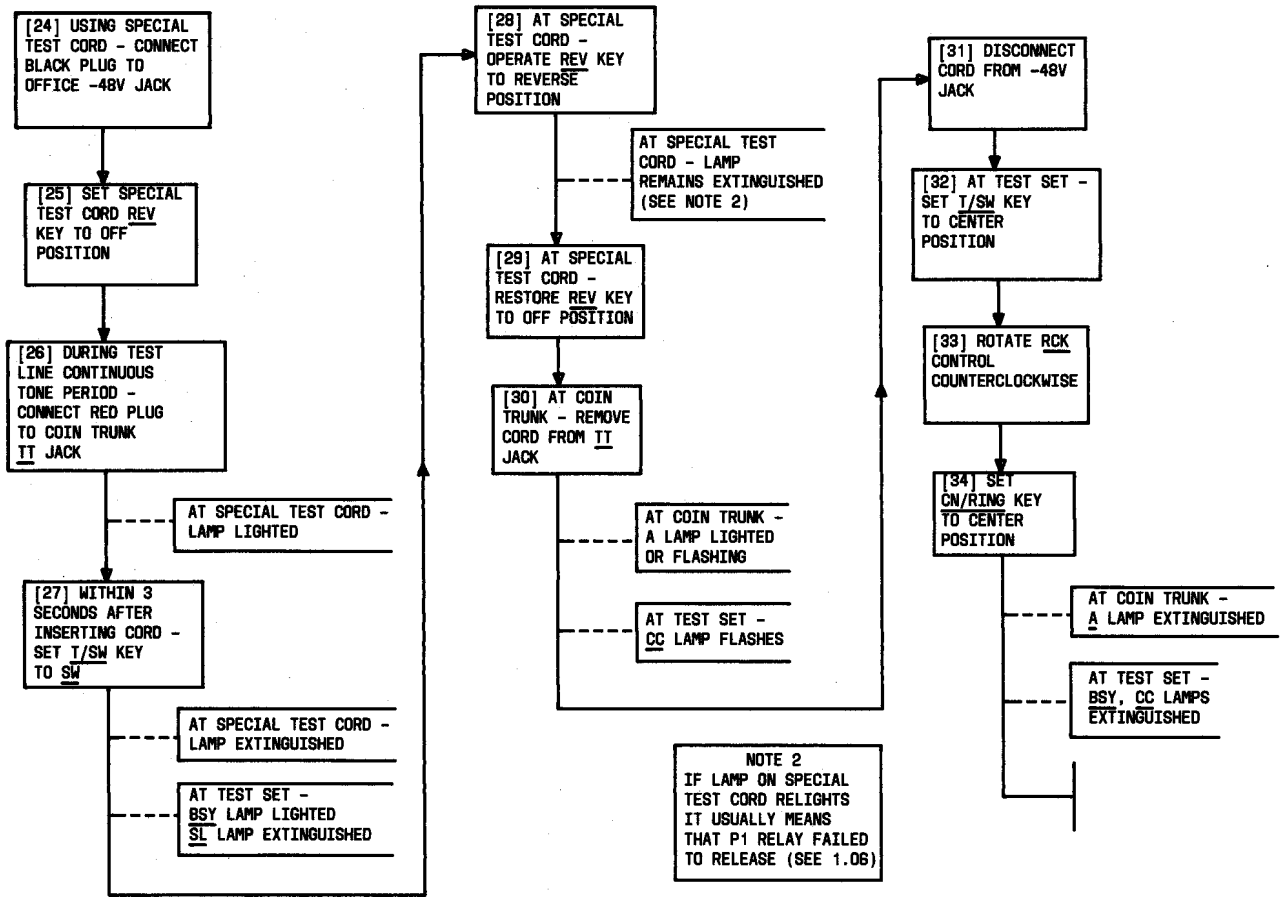 [24] USING SPECIAL
TEST CORD - CONNECT
BLACK PLUG TO
OFFICE -48V JACK
[25] SET SPECIAL
TEST CORD REV
KEY TO OFF
POSITION
[26] DURING TEST
LINE CONTINUOUS
TONE PERIOD -
CONNECT RED PLUG
TO COIN TRUNK
TT JACK
AT SPECIAL TEST CORD -
LAMP LIGHTED
[27] WITHIN 3
SECONDS AFTER
INSERTING CORD -
SET T/SW KEY
TO SW
AT SPECIAL TEST CORD -
LAMP EXTINGUISHED
AT TEST SET -
BSY LAMP LIGHTED
SL LAMP EXTINGUISHED
[28] AT SPECIAL
TEST CORD -
OPERATE REV KEY
TO REVERSE
POSITION
AT SPECIAL TEST
CORD - LAMP
REMAINS EXTINGUISHED
(SEE NOTE 2)
[29] AT SPECIAL
TEST CORD -
RESTORE REV KEY
TO OFF POSITION
[30] AT COIN
TRUNK - REMOVE
CORD FROM TT
JACK
AT COIN TRUNK -
A LAMP LIGHTED
OR FLASHING
AT TEST SET -
CC LAMP FLASHES
[31] DISCONNECT
CORD FROM -48V
JACK
[32] AT TEST SET -
SET T/SW KEY
TO CENTER
POSITION
[33] ROTATE RCK
CONTROL
COUNTERCLOCKWISE
[34] SET
CN/RING KEY
TO CENTER
POSITION
AT COIN TRUNK -
A LAMP EXTINGUISHED
AT TEST SET -
BSY, CC LAMPS
EXTINGUISHED
NOTE 2
IF LAMP ON SPECIAL
TEST CORD RELIGHTS
IT USUALLY MEANS
THAT P1 RELAY FAILED
TO RELEASE (SEE 1.06)